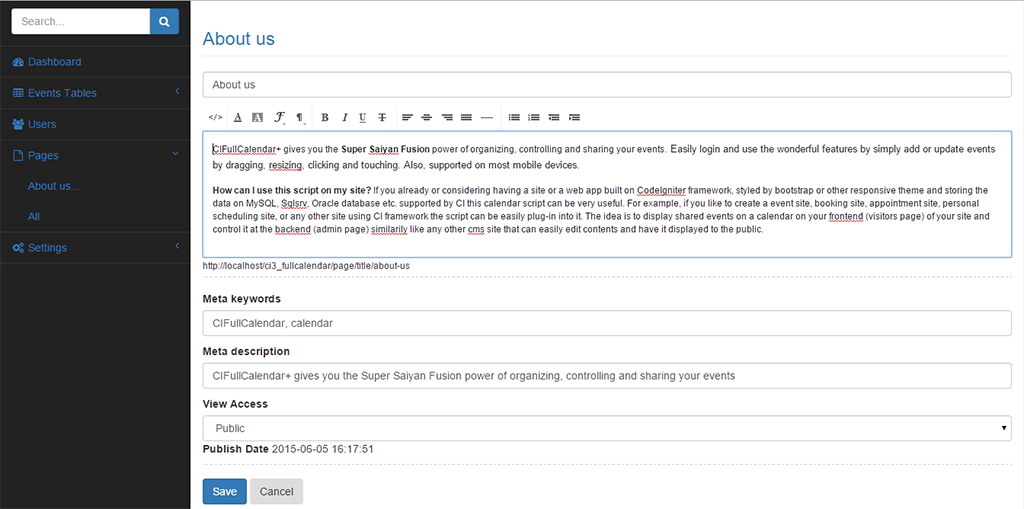 Search...
Dashboard
Events Tables
Users
Pages
About us...
All
Settings
About us
About us
</> A A ℱ ¶ B I U T
CIFullCalendar+ gives you the Super Saiyan Fusion power of organizing, controlling and sharing your events. Easily login and use the wonderful features by simply add or update events
by dragging, resizing, clicking and touching. Also, supported on most mobile devices.
How can I use this script on my site? If you already or considering having a site or a web app built on CodeIgniter framework, styled by bootstrap or other responsive theme and storing the
data on MySQL, Sqlsrv, Oracle database etc. supported by CI this calendar script can be very useful. For example, if you like to create a event site, booking site, appointment site, personal
scheduling site, or any other site using CI framework the script can be easily plug-in into it. The idea is to display shared events on a calendar on your frontend (visitors page) of your site and
control it at the backend (admin page) similarily like any other cms site that can easily edit contents and have it displayed to the public.
http://localhost/ci3_fullcalendar/page/title/about-us
Meta keywords
CIFullCalendar, calendar
Meta description
CIFullCalendar+ gives you the Super Saiyan Fusion power of organizing, controlling and sharing your events
View Access
Public
Publish Date 2015-06-05 16:17:51
Save Cancel